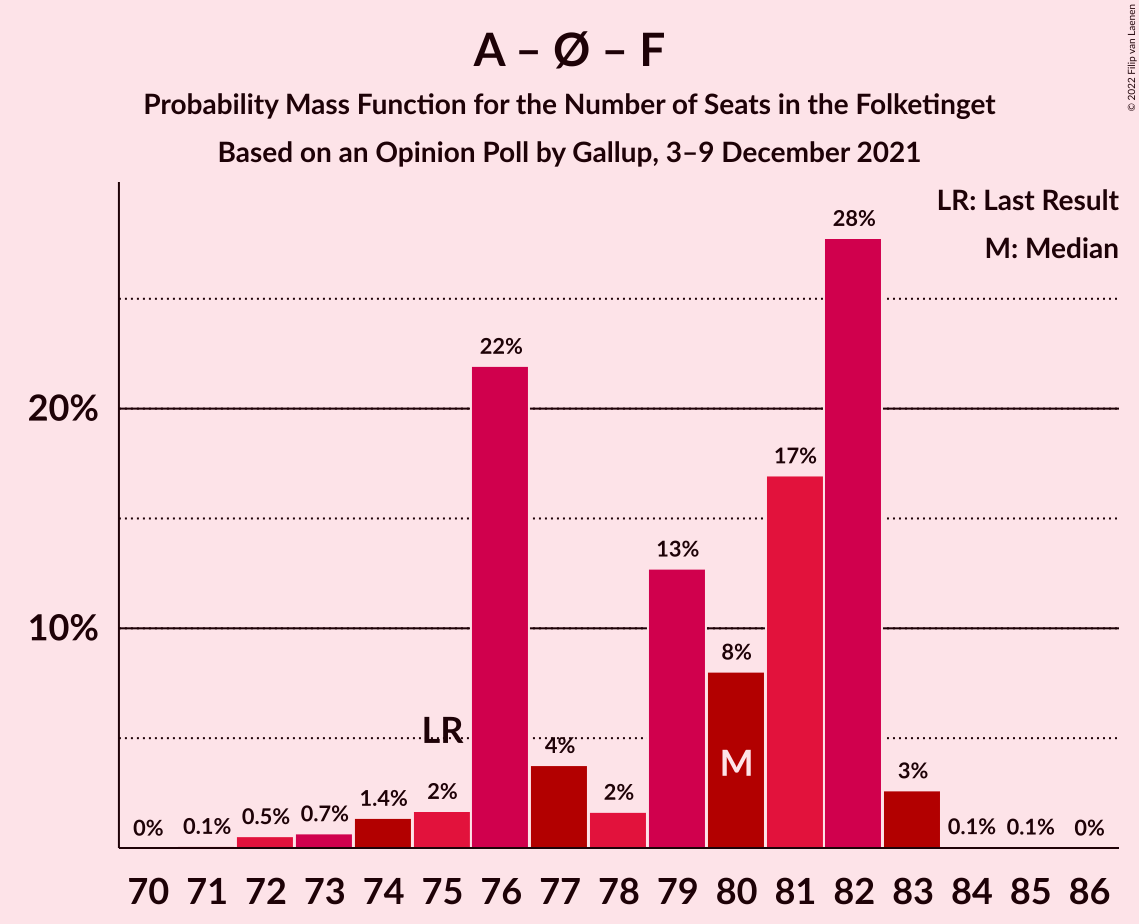 A – Ø – F
Probability Mass Function for the Number of Seats in the Folketinget
Based on an Opinion Poll by Gallup, 3–9 December 2021
© 2022 Filip van Laenen
LR: Last Result
M: Median
20%
10%
0%
0.1%
0.5%
0.7%
1.4%
2%
LR
22%
4%
2%
13%
8%
M
17%
28%
3%
0.1%
0.1%
0%
70 71 72 73 74 75 76 77 78 79 80 81 82 83 84 85 86